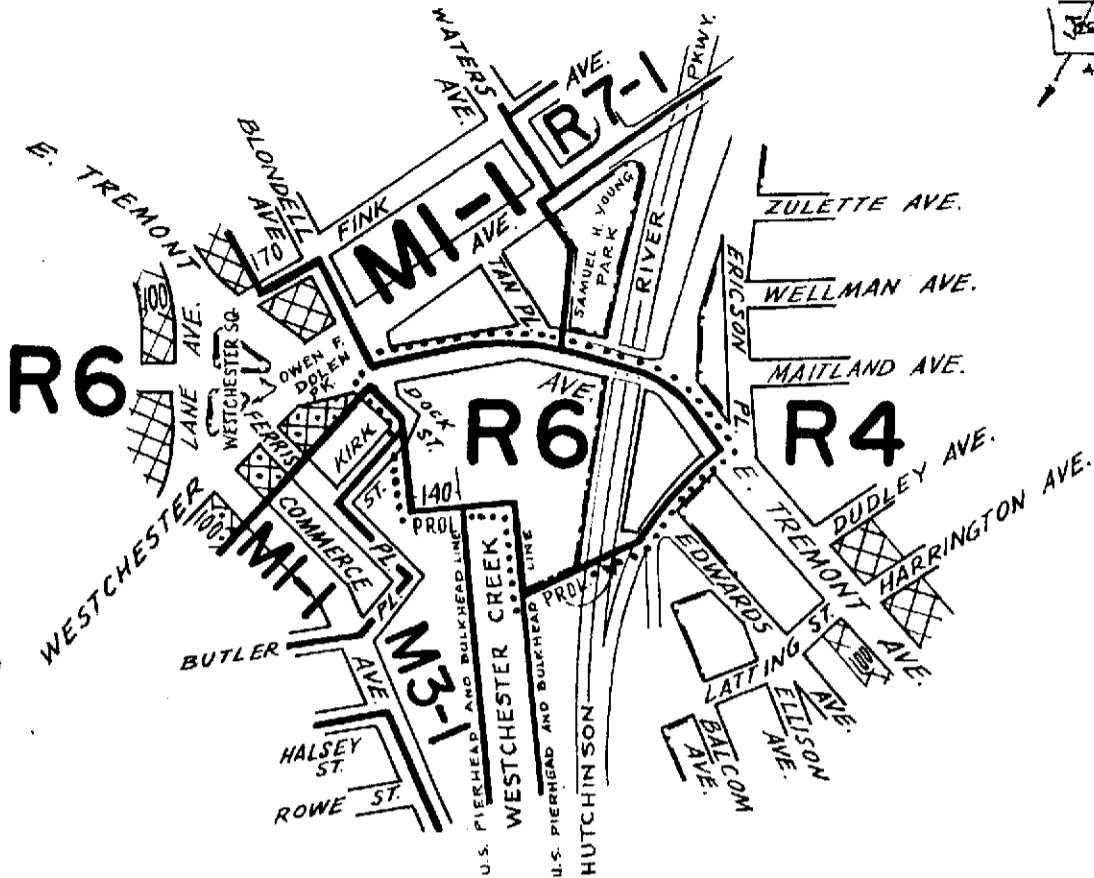 WATERS
AVE.
AVE.
PKWY.
R7-1
BLONDELL
AVE
E. TREMONT
AVE.
170
FINK
M1-1
AVE.
TAN PL.
SAMUEL H. YOUNG
PARK
RIVER
ZULETTE AVE.
ERICSON
PL.
WELLMAN AVE.
MAITLAND AVE.
100
R6
LANE
WESTCHESTER SQ.
OWEN F.
DOLEN
PK.
FERRIS
KIRK
ST.
DOCK
ST.
AVE.
R6
R4
140
PROL
E. TREMONT
AVE.
DUDLEY AVE.
HARRINGTON AVE.
WESTCHESTER
100
M1-1
COMMERCE
AVE
PL.
PL
BUTLER
M3-1
U.S. PIERHEAD AND BULKHEAD LINE
WESTCHESTER CREEK
U.S. PIERHEAD AND BULKHEAD LINE
PROL.
HUTCHINSON
EDWARDS
AVE.
LATTING ST.
ELLISON
AVE.
BALCOM
AVE.
HALSEY
ST.
ROWE ST.